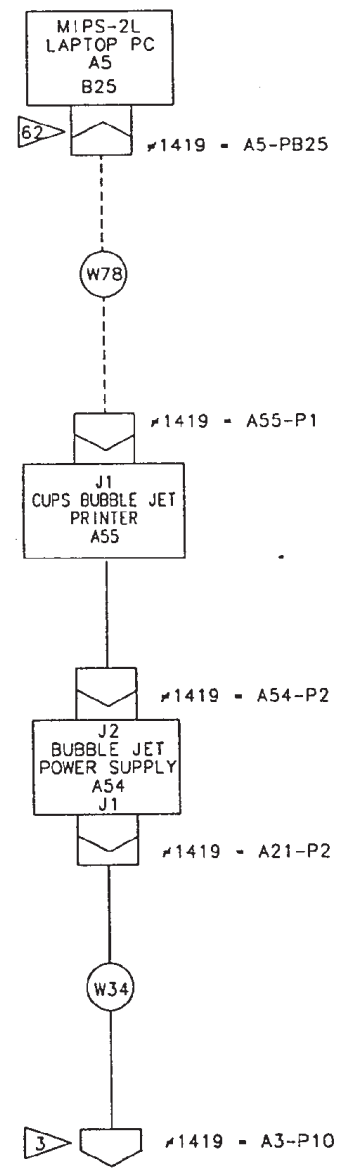 MIPS-2L
LAPTOP PC
A5
B25
62
≠1419 = A5-PB25
W78
≠1419 = A55-P1
J1
CUPS BUBBLE JET
PRINTER
A55
≠1419 = A54-P2
J2
BUBBLE JET
POWER SUPPLY
A54
J1
≠1419 = A21-P2
W34
3
≠1419 = A3-P10